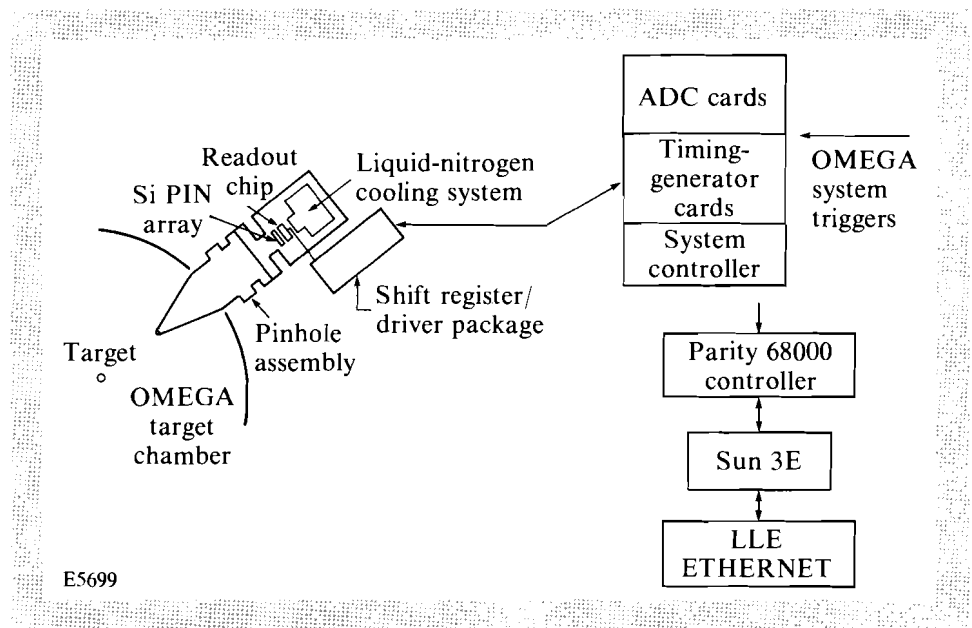 ADC cards
Timing-
generator
cards
System
controller
OMEGA
system
triggers
Readout
chip
Si PIN
array
Liquid-nitrogen
cooling system
Shift register/
driver package
Pinhole
assembly
Target
OMEGA
target
chamber
Parity 68000
controller
Sun 3E
LLE
ETHERNET
E5699